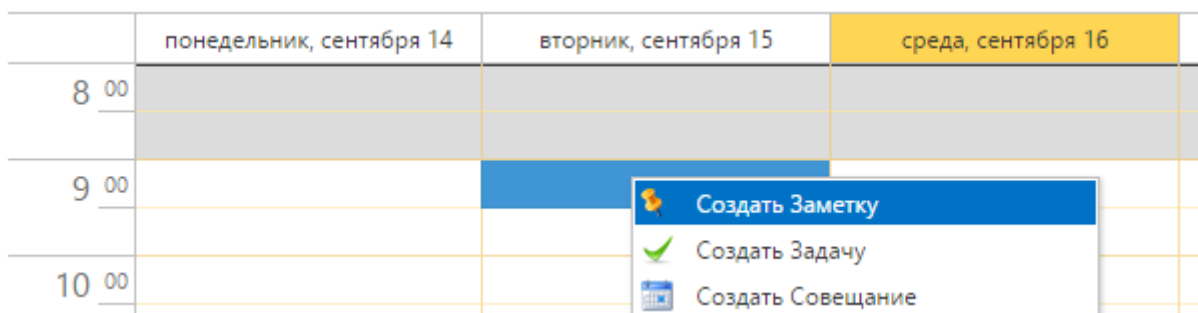 понедельник, сентября 14 вторник, сентября 15 среда, сентября 16
8 00
9 00
Создать Заметку
Создать Задачу
10 00
Создать Совещание